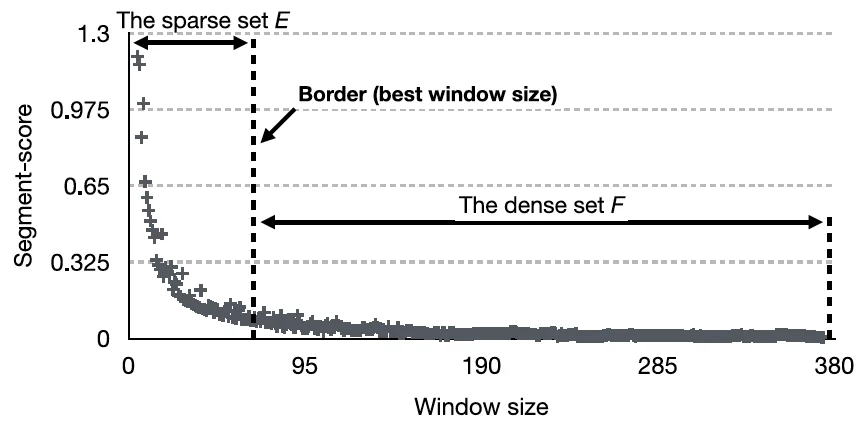 The sparse set E
1.3
Border (best window size)
0.975
0.65
The dense set F
0.325
0
Segment-score
0
95
190
285
380
Window size